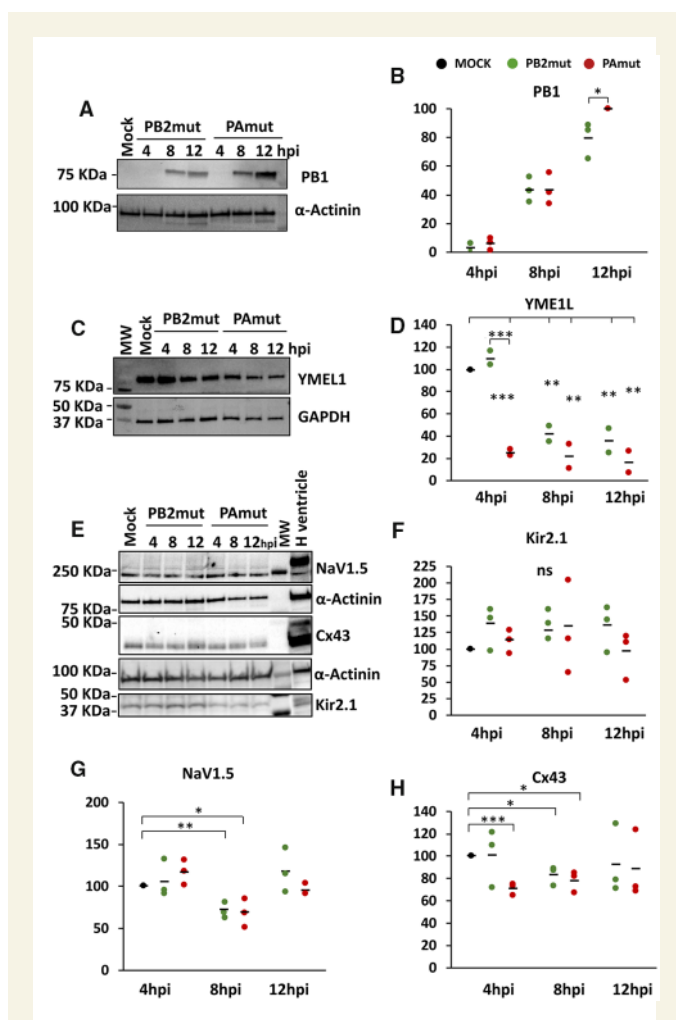 A
Mock
PB2mut PAmut
4 8 12 4 8 12 hpi
75 KDa
PB1
100 KDa
α-Actinin
MOCK PB2mut PAmut
B
PB1
*
100
80
60
40
20
0
4hpi 8hpi 12hpi
C
MW
Mock
PB2mut PAmut
4 8 12 4 8 12 hpi
YMEL1
75 KDa
50 KDa
37 KDa
GAPDH
D
YME1L
140
120
100
80
60
40
20
0
***
***
** ** ** **
4hpi 8hpi 12hpi
E
Mock
PB2mut PAmut
MW
H ventricle
4 8 12 4 8 12hpi
250 KDa
NaV1.5
α-Actinin
75 KDa
50 KDa
Cx43
100 KDa
α-Actinin
50 KDa
37 KDa
Kir2.1
F
Kir2.1
ns
225
200
175
150
125
100
75
50
25
0
4hpi 8hpi 12hpi
G
NaV1.5
200
150
100
50
0
*
**
4hpi 8hpi 12hpi
H
Cx43
140
120
100
80
60
40
20
0
*
*
***
4hpi 8hpi 12hpi